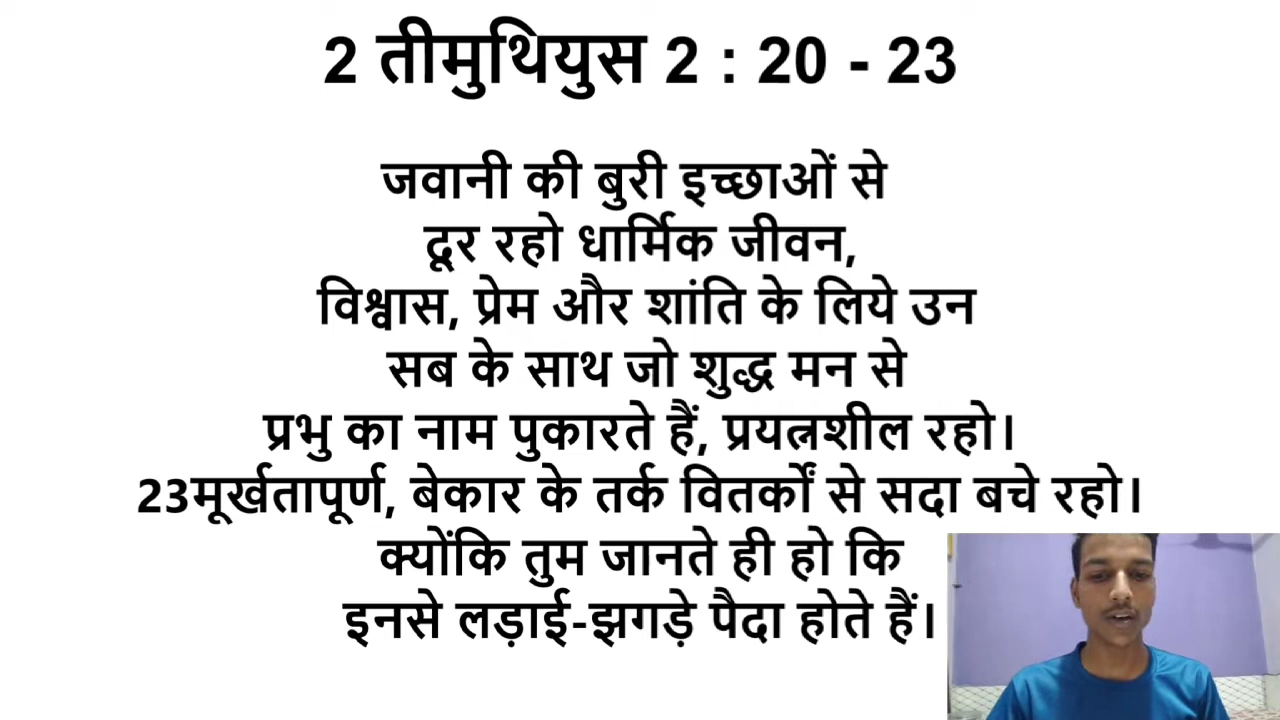 2 तीमुथियुस 2 : 20 - 23
जवानी की बुरी इच्छाओं से
दूर रहो धार्मिक जीवन,
विश्वास, प्रेम और शांति के लिये उन
सब के साथ जो शुद्ध मन से
प्रभु का नाम पुकारते हैं, प्रयत्नशील रहो।
23मूर्खतापूर्ण, बेकार के तर्क वितर्कों से सदा बचे रहो।
क्योंकि तुम जानते ही हो कि
इनसे लड़ाई-झगड़े पैदा होते हैं।